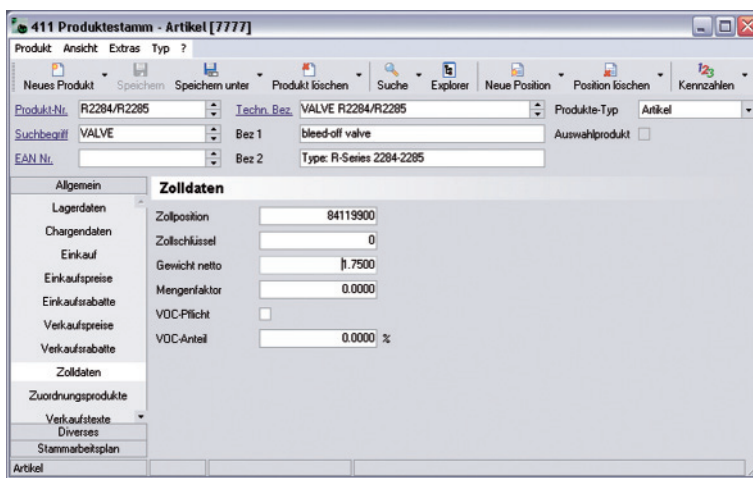 411 Produktestamm - Artikel [7777]
Produkt Ansicht Extras Typ ?
Neues Produkt Speichern Speichern unter Produkt löschen Suche Explorer Neue Position Position löschen Kennzahlen
Produkt-Nr. R2284/R2285 Techn. Bez. VALVE R2284/R2285 Produkte-Typ Artikel
Suchbegriff VALVE Bez 1 bleed-off valve Auswahlprodukt
EAN Nr. Bez 2 Type: R-Series 2284-2285
Allgemein
Lagerdaten
Chargendaten
Einkauf
Einkaufspreise
Einkaufsrabatte
Verkaufspreise
Verkaufsrabatte
Zolldaten
Zuordnungsprodukte
Verkaufstexte
Diverses
Stammarbeitsplan
Zolldaten
Zollposition 84119900
Zollschlüssel 0
Gewicht netto 1.7500
Mengenfaktor 0.0000
VOC-Pflicht
VOC-Anteil 0.0000 %
Artikel